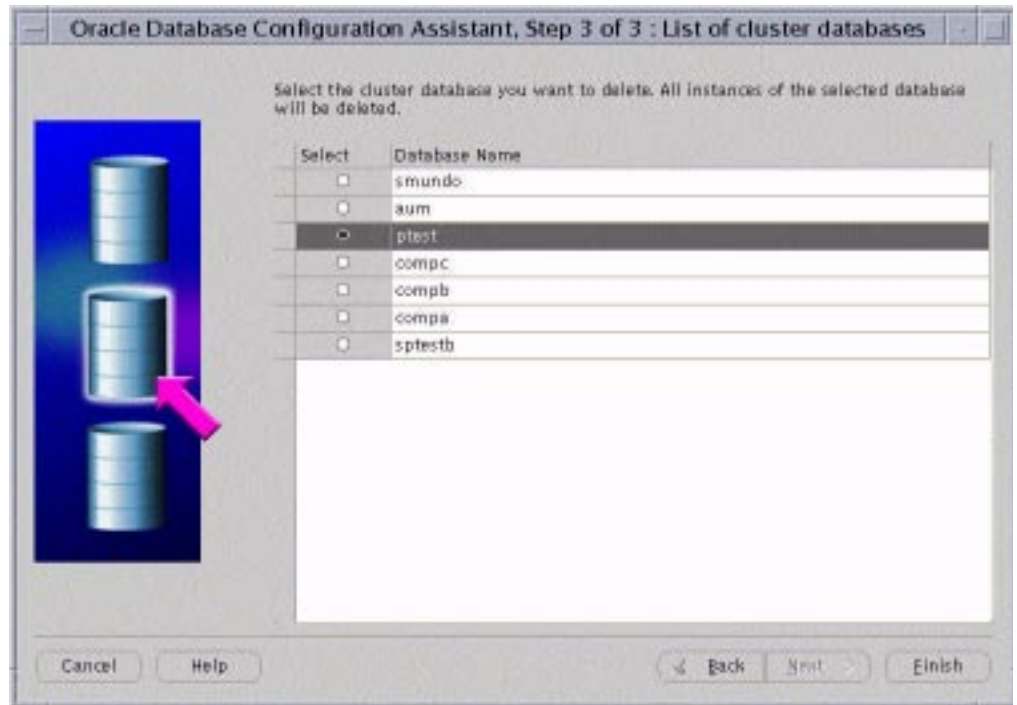 Oracle Database Configuration Assistant, Step 3 of 3 : List of cluster databases
Select the cluster database you want to delete. All instances of the selected database
will be deleted.
Select Database Name
smundo
aum
ptest
compc
compb
compa
sptestb
Cancel Help Back Next Finish